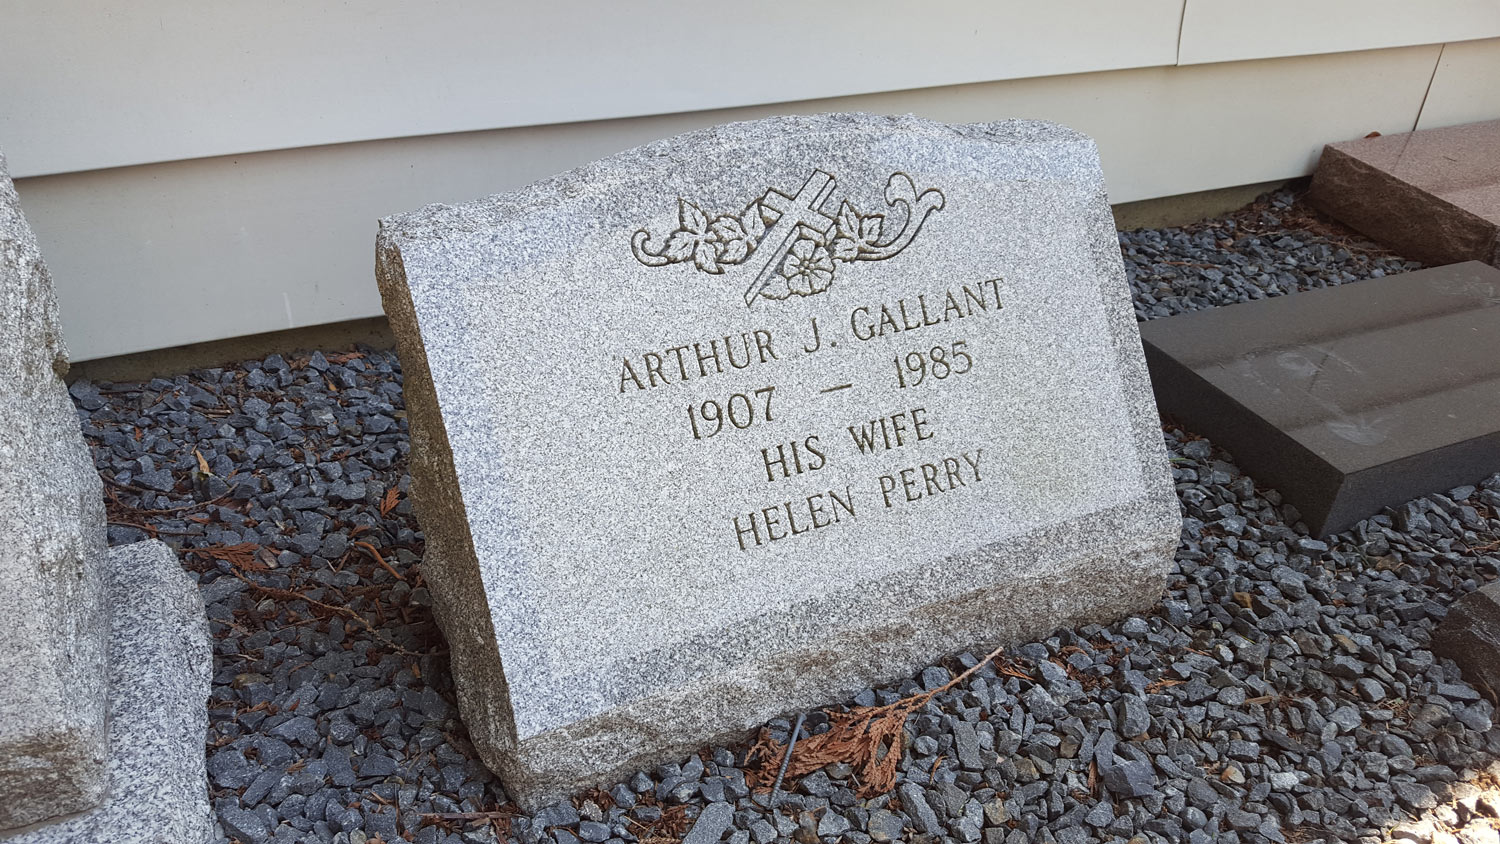 ARTHUR J. GALLANT
1907 – 1985
HIS WIFE
HELEN PERRY